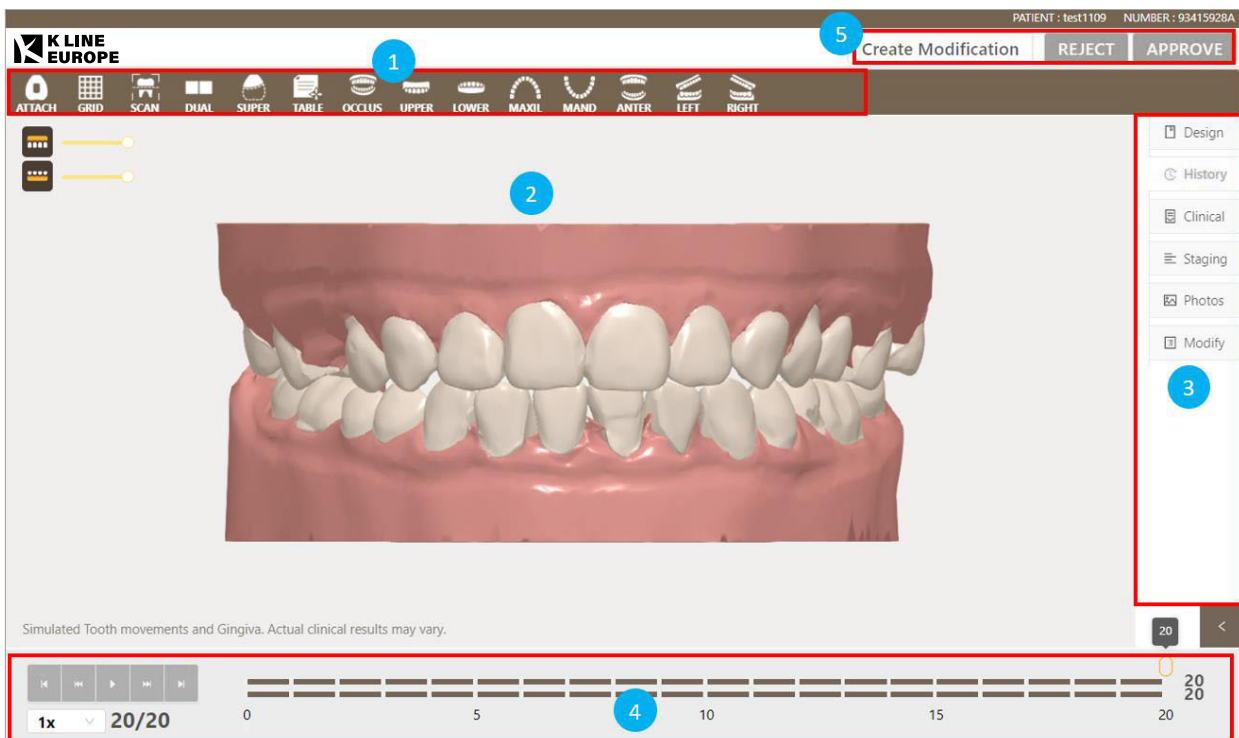 PATIENT : test1109 NUMBER : 93415928A
K LINE
EUROPE
5
Create Modification REJECT APPROVE
1
ATTACH GRID SCAN DUAL SUPER TABLE OCCLUS UPPER LOWER MAXIL MAND ANTER LEFT RIGHT
2
Design
History
Clinical
Staging
Photos
Modify
3
Simulated Tooth movements and Gingiva. Actual clinical results may vary.
20
<
20
20
1x 20/20
0 5 10 15 20
4